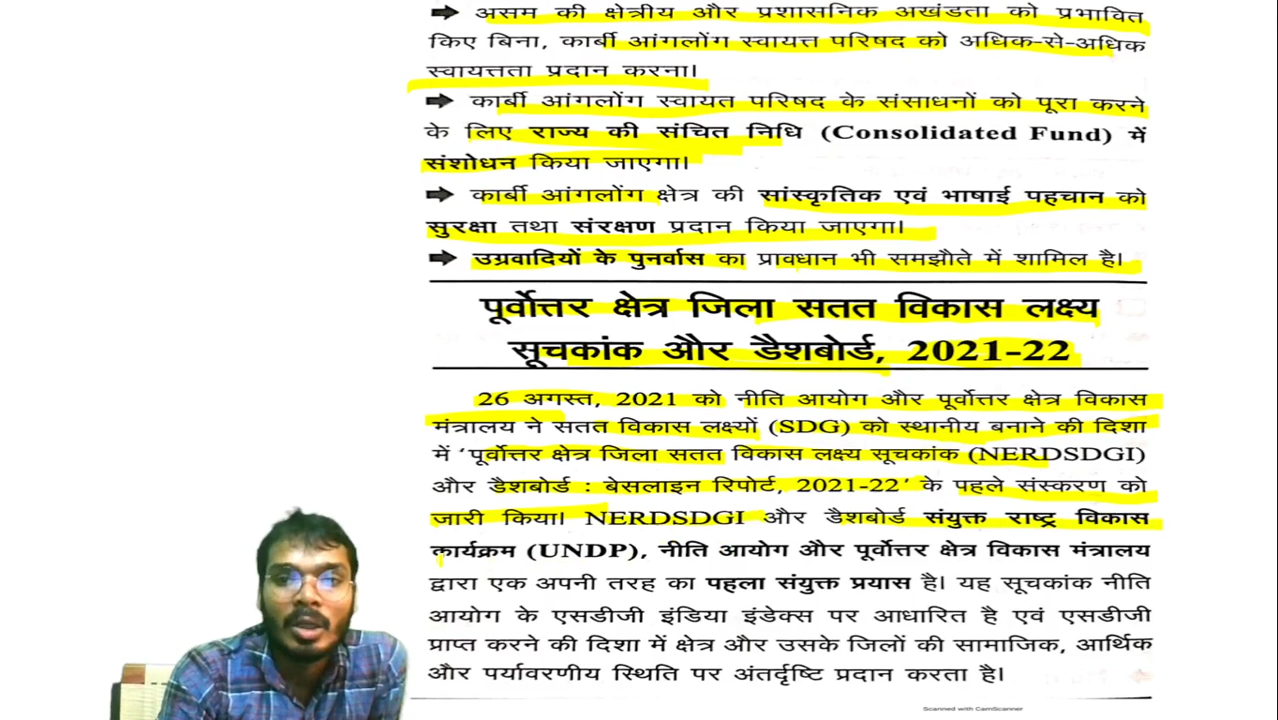 ➡ असम की क्षेत्रीय और प्रशासनिक अखंडता को प्रभावित
किए बिना, कार्बी आंगलोंग स्वायत्त परिषद को अधिक-से-अधिक
स्वायत्तता प्रदान करना।
➡ कार्बी आंगलोंग स्वायत परिषद के संसाधनों को पूरा करने
के लिए राज्य की संचित निधि (Consolidated Fund) में
संशोधन किया जाएगा।
➡ कार्बी आंगलोंग क्षेत्र की सांस्कृतिक एवं भाषाई पहचान को
सुरक्षा तथा संरक्षण प्रदान किया जाएगा।
➡ उग्रवादियों के पुनर्वास का प्रावधान भी समझौते में शामिल है।
पूर्वोत्तर क्षेत्र जिला सतत विकास लक्ष्य
सूचकांक और डैशबोर्ड, 2021-22
26 अगस्त, 2021 को नीति आयोग और पूर्वोत्तर क्षेत्र विकास
मंत्रालय ने सतत विकास लक्ष्यों (SDG) को स्थानीय बनाने की दिशा
में 'पूर्वोत्तर क्षेत्र जिला सतत विकास लक्ष्य सूचकांक (NERDSDGI)
और डैशबोर्ड : बेसलाइन रिपोर्ट, 2021-22' के पहले संस्करण को
जारी किया। NERDSDGI और डैशबोर्ड संयुक्त राष्ट्र विकास
कार्यक्रम (UNDP), नीति आयोग और पूर्वोत्तर क्षेत्र विकास मंत्रालय
द्वारा एक अपनी तरह का पहला संयुक्त प्रयास है। यह सूचकांक नीति
आयोग के एसडीजी इंडिया इंडेक्स पर आधारित है एवं एसडीजी
प्राप्त करने की दिशा में क्षेत्र और उसके जिलों की सामाजिक, आर्थिक
और पर्यावरणीय स्थिति पर अंतर्दृष्टि प्रदान करता है।
Scanned with CamScanner